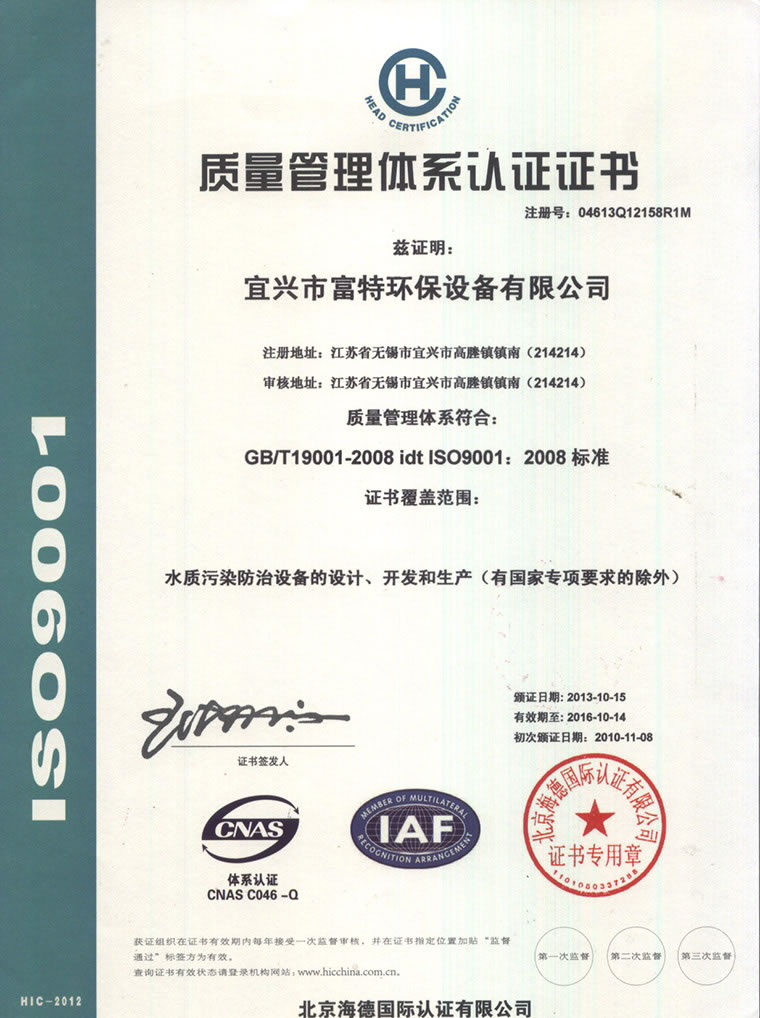 HEAD CERTIFICATION
质量管理体系认证证书
注册号：04613Q12158R1M
兹证明：
宜兴市富特环保设备有限公司
注册地址：江苏省无锡市宜兴市高塍镇镇南（214214）
审核地址：江苏省无锡市宜兴市高塍镇镇南（214214）
质量管理体系符合：
GB/T19001-2008 idt ISO9001：2008 标准
证书覆盖范围：
水质污染防治设备的设计、开发和生产（有国家专项要求的除外）
ISO9001
颁证日期: 2013-10-15
有效期至: 2016-10-14
初次颁证日期：2010-11-08
证书签发人
CNAS
体系认证
CNAS C046 -Q
MEMBER OF MULTILATERAL
IAF
RECOGNITION ARRANGEMENT
北京海德国际认证有限公司
证书专用章
1101080337288
获证组织在证书有效期内每年接受一次监督审核，并在证书指定位置加贴“监督
通过”标签方为有效。
查询证书有效状态请登录机构网站：www.hicchina.com.cn。
第一次监督
第二次监督
第三次监督
HIC-2012
北京海德国际认证有限公司